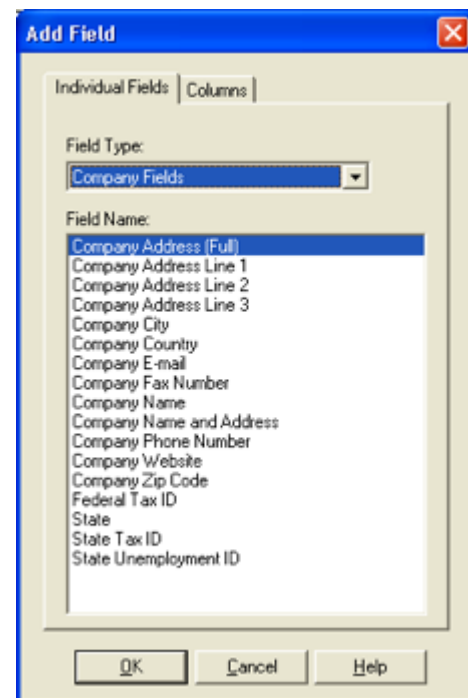 Add Field
Individual Fields Columns
Field Type:
Company Fields
Field Name:
Company Address (Full)
Company Address Line 1
Company Address Line 2
Company Address Line 3
Company City
Company Country
Company E-mail
Company Fax Number
Company Name
Company Name and Address
Company Phone Number
Company Website
Company Zip Code
Federal Tax ID
State
State Tax ID
State Unemployment ID
OK Cancel Help